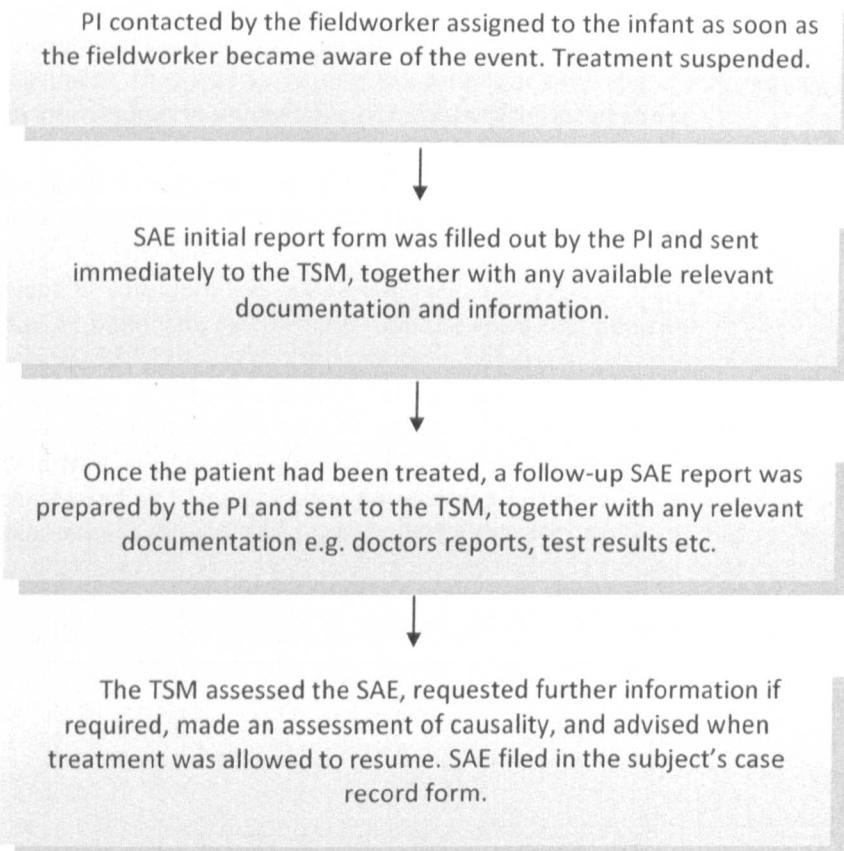 PI contacted by the fieldworker assigned to the infant as soon as
the fieldworker became aware of the event. Treatment suspended.
SAE initial report form was filled out by the PI and sent
immediately to the TSM, together with any available relevant
documentation and information.
Once the patient had been treated, a follow-up SAE report was
prepared by the PI and sent to the TSM, together with any relevant
documentation e.g. doctors reports, test results etc.
The TSM assessed the SAE, requested further information if
required, made an assessment of causality, and advised when
treatment was allowed to resume. SAE filed in the subject's case
record form.